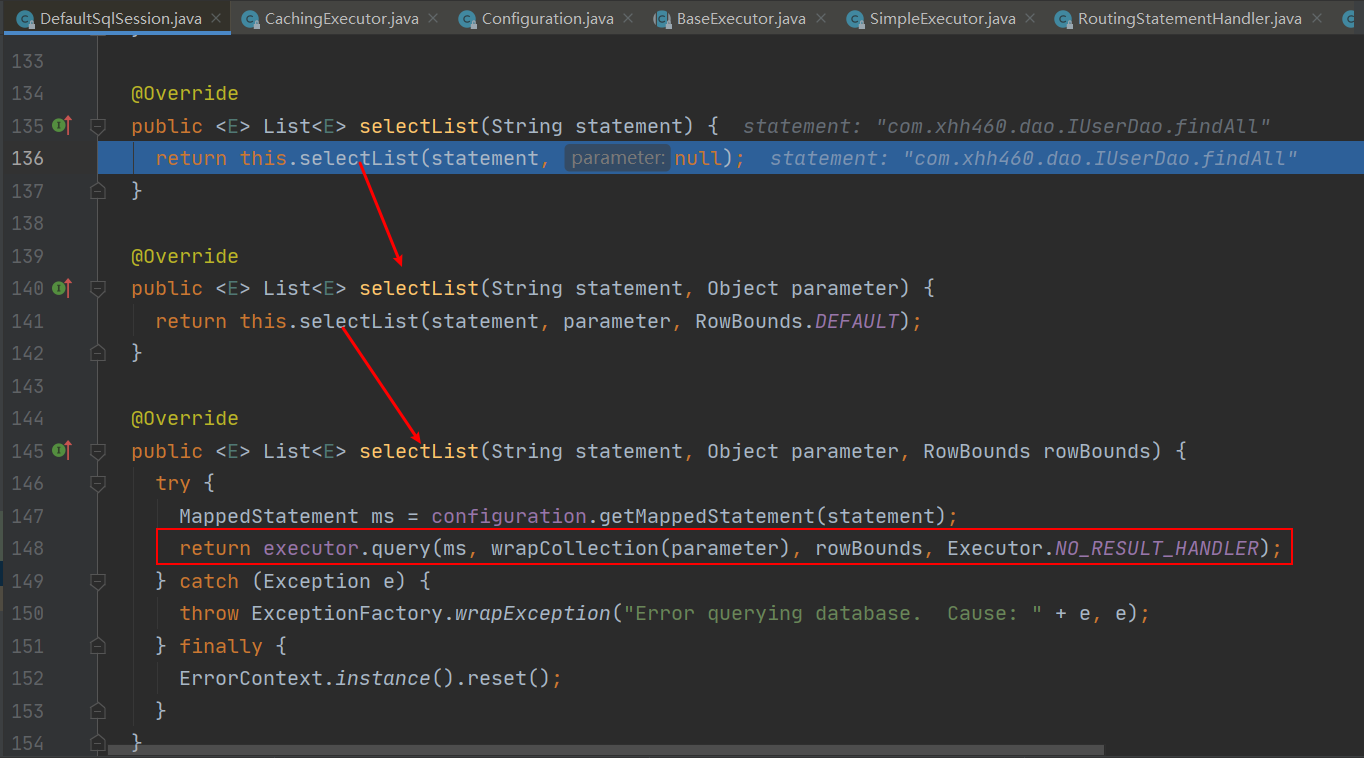 DefaultSqlSession.java × CachingExecutor.java × Configuration.java × BaseExecutor.java × SimpleExecutor.java × RoutingStatementHandler.java ×
133
134 @Override
135 public <E> List<E> selectList(String statement) { statement: "com.xhh460.dao.IUserDao.findAll"
136 return this.selectList(statement, parameter: null); statement: "com.xhh460.dao.IUserDao.findAll"
137 }
138
139 @Override
140 public <E> List<E> selectList(String statement, Object parameter) {
141 return this.selectList(statement, parameter, RowBounds.DEFAULT);
142 }
143
144 @Override
145 public <E> List<E> selectList(String statement, Object parameter, RowBounds rowBounds) {
146 try {
147 MappedStatement ms = configuration.getMappedStatement(statement);
148 return executor.query(ms, wrapCollection(parameter), rowBounds, Executor.NO_RESULT_HANDLER);
149 } catch (Exception e) {
150 throw ExceptionFactory.wrapException("Error querying database.  Cause: " + e, e);
151 } finally {
152 ErrorContext.instance().reset();
153 }
154 }